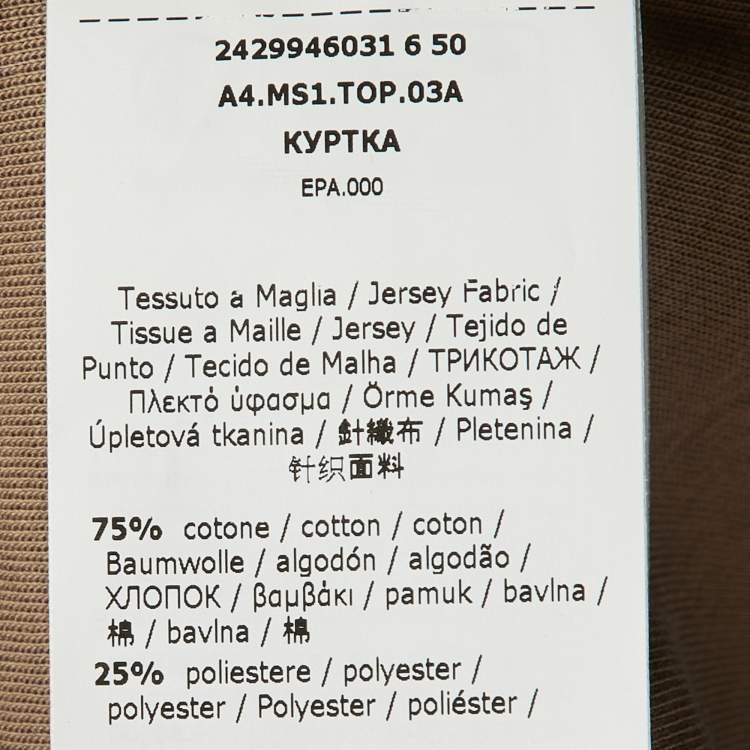 2429946031 6 50
A4.MS1.TOP.03A
КУРТКА
EPA.000
Tessuto a Maglia / Jersey Fabric /
Tissue a Maille / Jersey / Tejido de
Punto / Tecido de Malha / ТРИКОТАЖ /
Πλεκτό ύφασμα / Örme Kumaş /
Úpletová tkanina / 針織布 / Pletenina /
针织面料
75% cotone / cotton / coton /
Baumwolle / algodón / algodão /
ХЛОПОК / βαμβάκι / pamuk / bavlna /
棉 / bavlna / 棉
25% poliestere / polyester /
polyester / Polyester / poliéster /